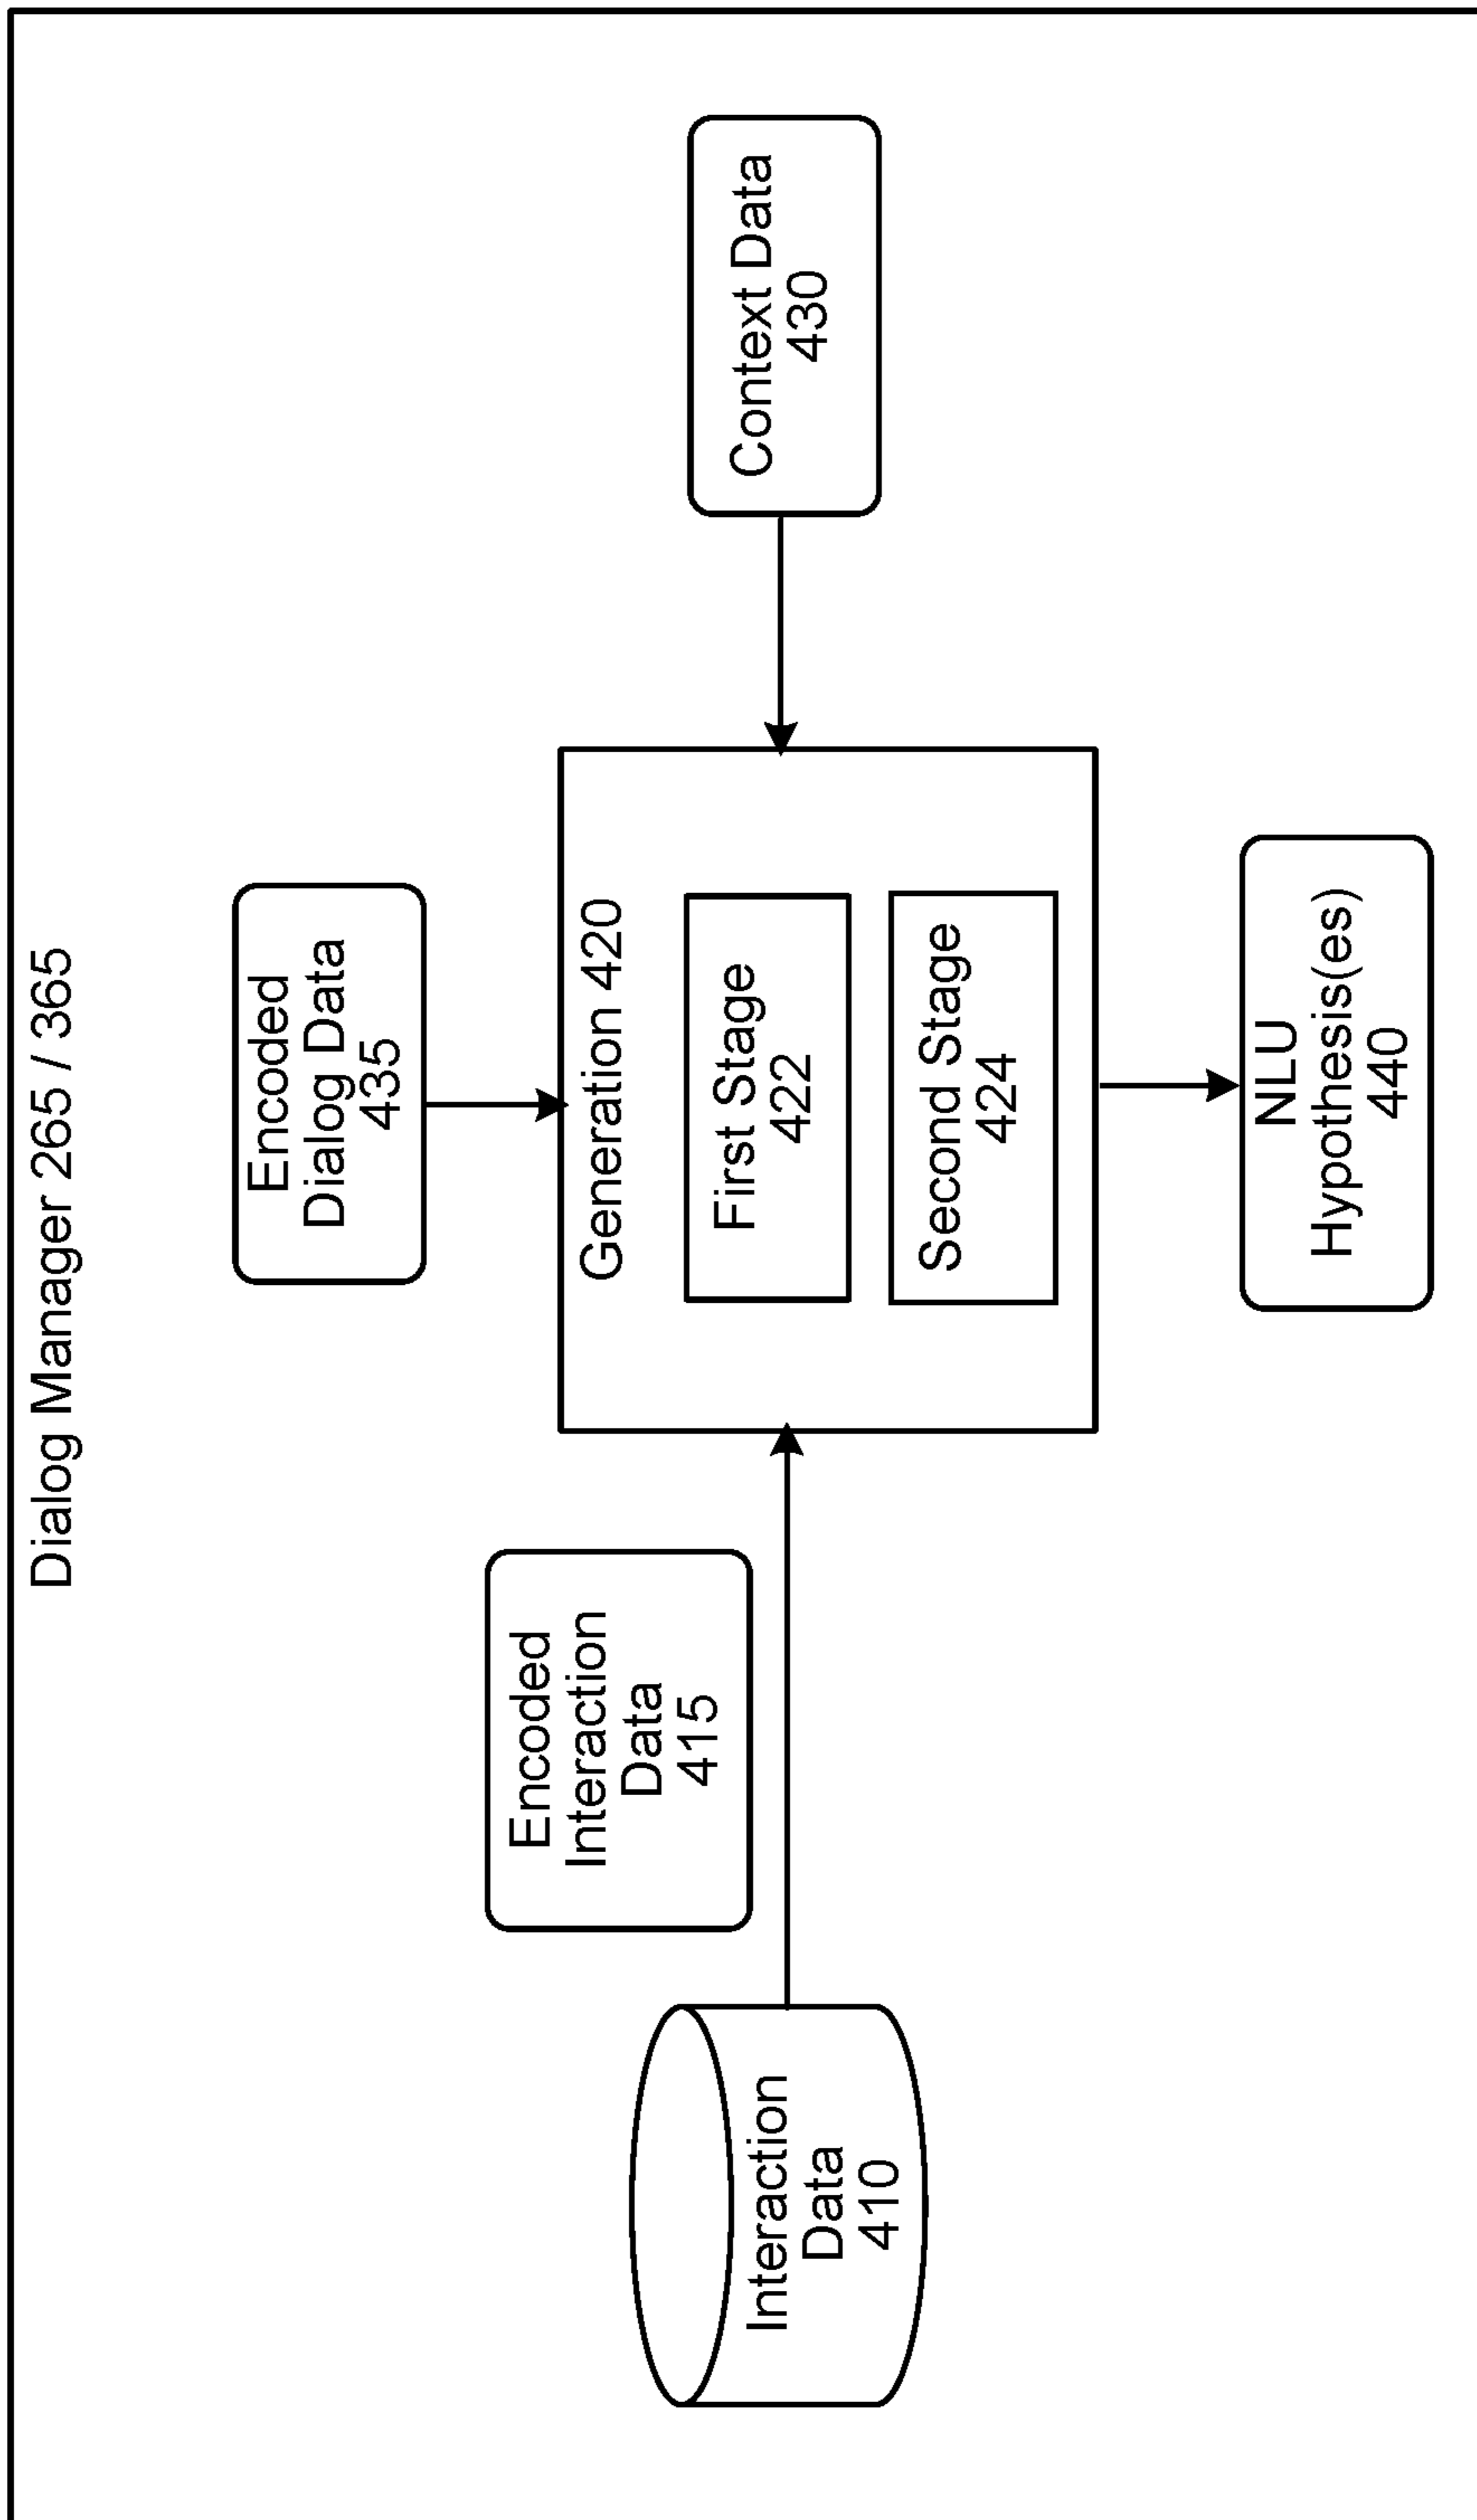 Dialog Manager 265 / 365
Encoded
Dialog Data
435
Encoded
Interaction
Data
415
Interaction
Data
410
Generation 420
First Stage
422
Second Stage
424
Context Data
430
NLU
Hypothesis(es)
440